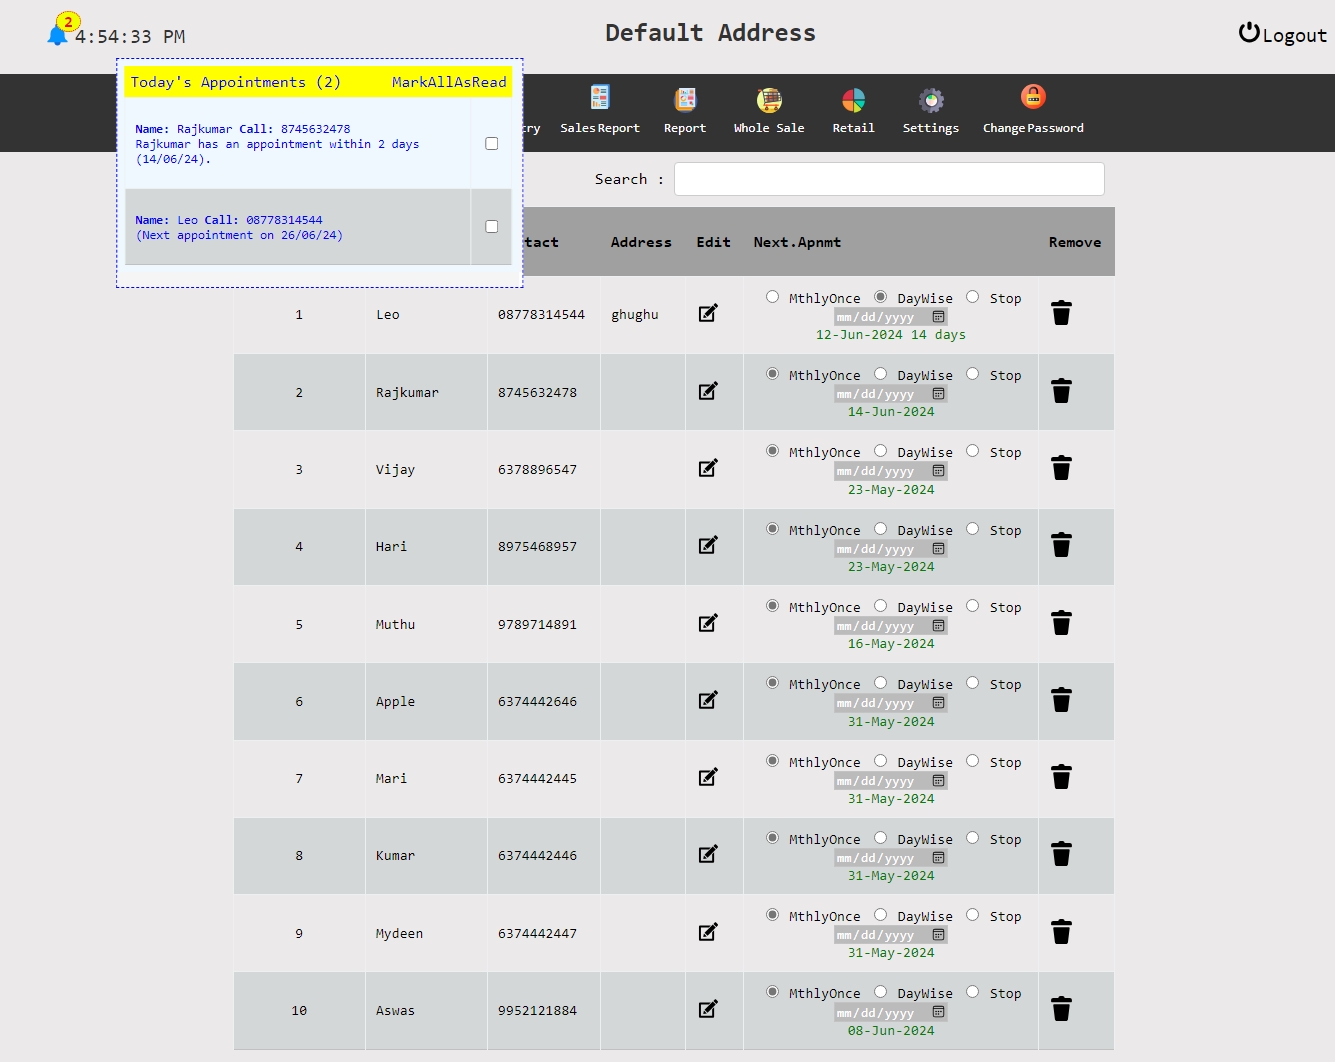 2
4:54:33 PM
Default Address
Logout
Today's Appointments (2) MarkAllAsRead
Sales Report
Report
Whole Sale
Retail
Settings
Change Password
Name: Rajkumar Call: 8745632478
Rajkumar has an appointment within 2 days
(14/06/24).
Name: Leo Call: 08778314544
(Next appointment on 26/06/24)
Search :
Address Edit Next.Apnmt Remove
1 Leo 08778314544 ghughu MthlyOnce DayWise Stop
mm/dd/yyyy
12-Jun-2024 14 days
2 Rajkumar 8745632478 MthlyOnce DayWise Stop
mm/dd/yyyy
14-Jun-2024
3 Vijay 6378896547 MthlyOnce DayWise Stop
mm/dd/yyyy
23-May-2024
4 Hari 8975468957 MthlyOnce DayWise Stop
mm/dd/yyyy
23-May-2024
5 Muthu 9789714891 MthlyOnce DayWise Stop
mm/dd/yyyy
16-May-2024
6 Apple 6374442646 MthlyOnce DayWise Stop
mm/dd/yyyy
31-May-2024
7 Mari 6374442445 MthlyOnce DayWise Stop
mm/dd/yyyy
31-May-2024
8 Kumar 6374442446 MthlyOnce DayWise Stop
mm/dd/yyyy
31-May-2024
9 Mydeen 6374442447 MthlyOnce DayWise Stop
mm/dd/yyyy
31-May-2024
10 Aswas 9952121884 MthlyOnce DayWise Stop
mm/dd/yyyy
08-Jun-2024